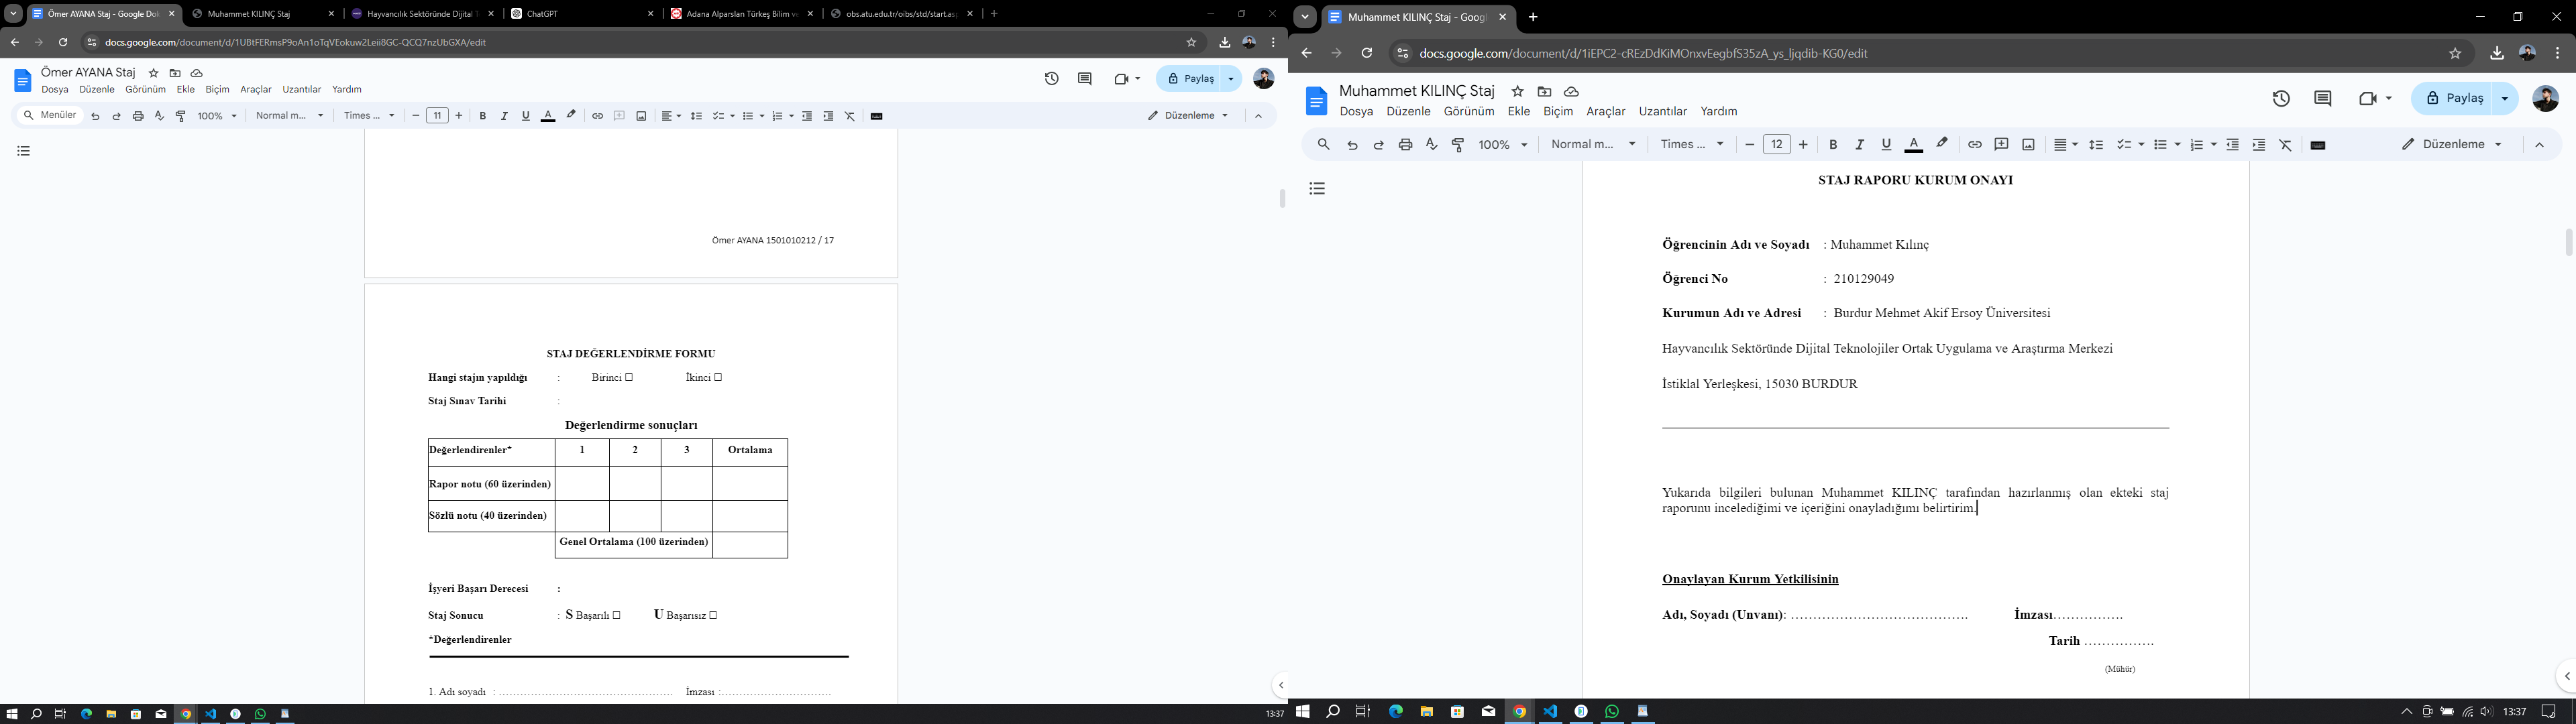 Ömer AYANA Staj - Google Do
Muhammet KILINÇ Staj
Hayvancılık Sektöründe Dijital T
ChatGPT
Adana Alparslan Türkeş Bilim v
obs.atu.edu.tr/oibs/std/start.as
docs.google.com/document/d/1UBtFERmsP9oAn1oTqVEokuw2Leii8GC-QCQ7nzUbGXA/edit
Ömer AYANA Staj
Dosya Düzenle Görünüm Ekle Biçim Araçlar Uzantılar Yardım
Paylaş
Menüler 100% Normal m... Times ... 11 B I U A Düzenleme
Ömer AYANA 1501010212 / 17
STAJ DEĞERLENDİRME FORMU
Hangi stajın yapıldığı : Birinci ☐ İkinci ☐
Staj Sınav Tarihi :
Değerlendirme sonuçları
Değerlendirenler* 1 2 3 Ortalama
Rapor notu (60 üzerinden)
Sözlü notu (40 üzerinden)
Genel Ortalama (100 üzerinden)
İşyeri Başarı Derecesi :
Staj Sonucu : S Başarılı ☐ U Başarısız ☐
*Değerlendirenler
1. Adı soyadı : ………………………………………… İmzası :…………………………
13:37
Muhammet KILINÇ Staj - Googl
docs.google.com/document/d/1iEPC2-cREzDdKiMOnxvEegbfS35zA_ys_ljqdib-KG0/edit
Muhammet KILINÇ Staj
Dosya Düzenle Görünüm Ekle Biçim Araçlar Uzantılar Yardım
Paylaş
100% Normal m... Times ... 12 B I U A Düzenleme
STAJ RAPORU KURUM ONAYI
Öğrencinin Adı ve Soyadı : Muhammet Kılınç
Öğrenci No : 210129049
Kurumun Adı ve Adresi : Burdur Mehmet Akif Ersoy Üniversitesi
Hayvancılık Sektöründe Dijital Teknolojiler Ortak Uygulama ve Araştırma Merkezi
İstiklal Yerleşkesi, 15030 BURDUR
Yukarıda bilgileri bulunan Muhammet KILINÇ tarafından hazırlanmış olan ekteki staj
raporunu incelediğimi ve içeriğini onayladığımı belirtirim.
Onaylayan Kurum Yetkilisinin
Adı, Soyadı (Unvanı): …………………………………. İmzası…………….
Tarih …………….
(Mühür)
13:37